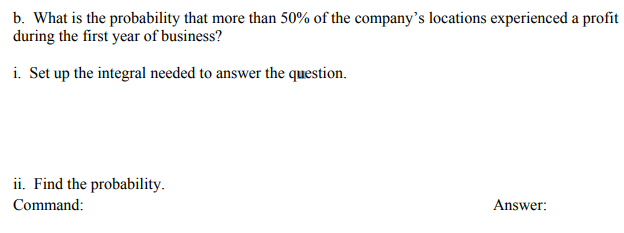 b. What is the probability that more than 50% of the company's locations experienced a profit
during the first year of business?
i. Set up the integral needed to answer the question.
ii. Find the probability.
Command: Answer: